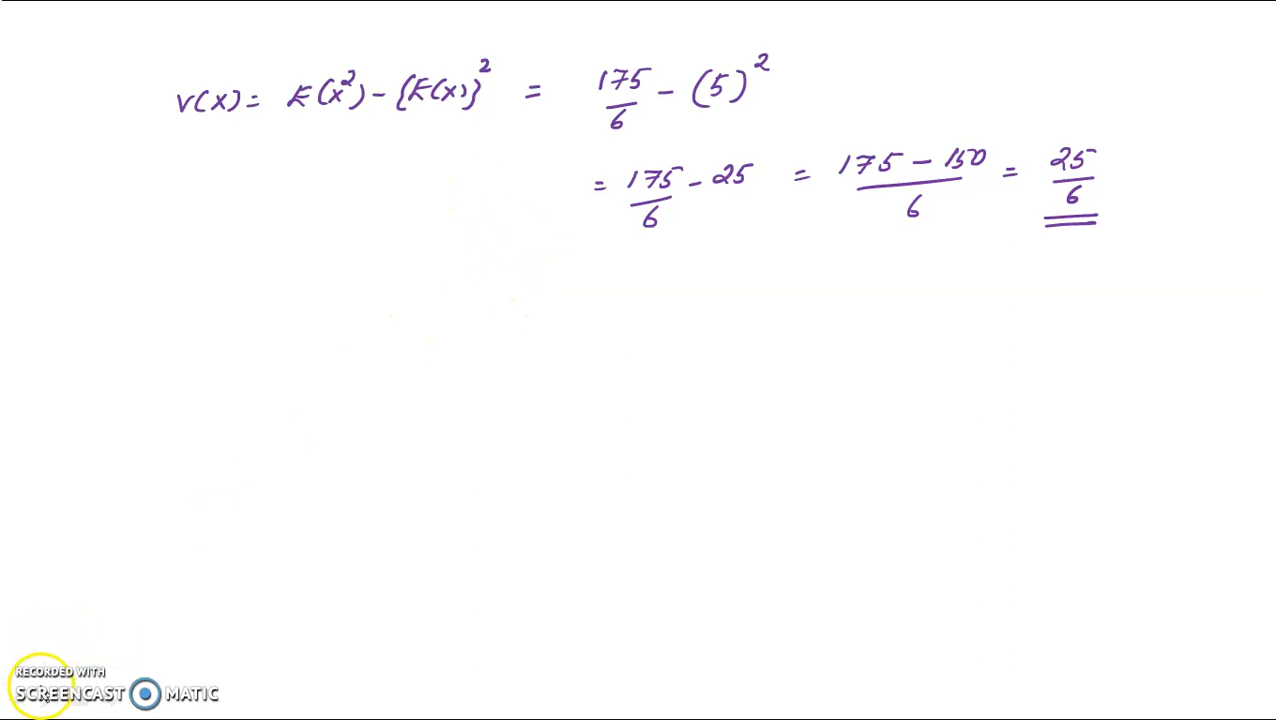 V(X) = E(X²) - {E(X)}² = 175/6 - (5)²
= 175/6 - 25 = (175 - 150)/6 = 25/6
RECORDED WITH
SCREENCAST MATIC